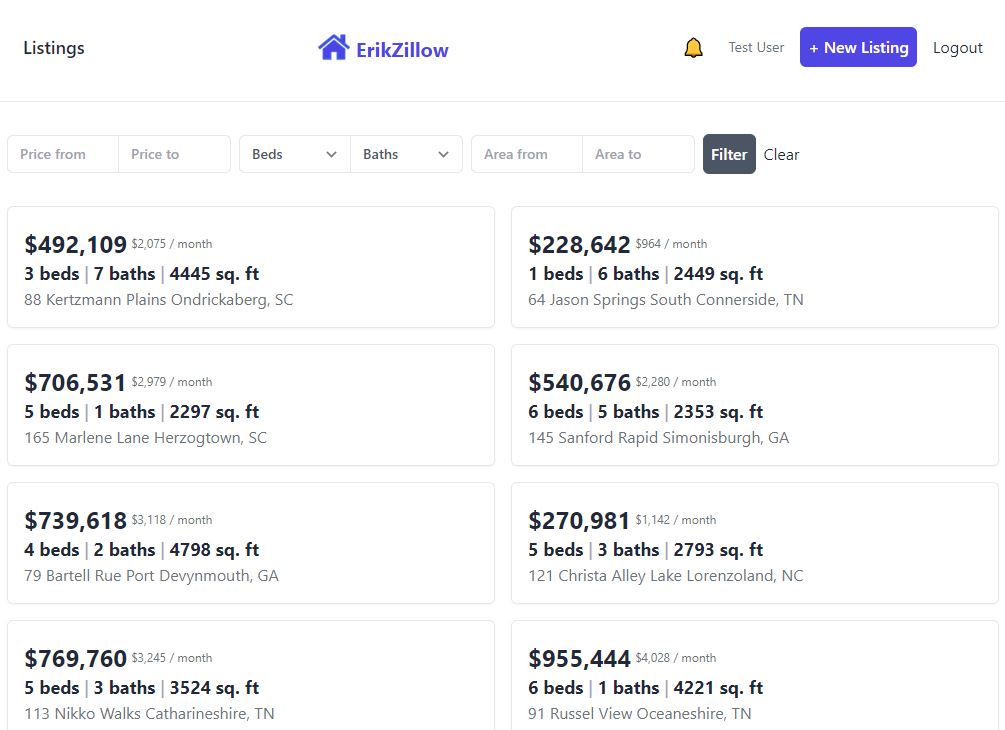 Listings
ErikZillow
Test User
+ New Listing
Logout
Price from
Price to
Beds
Baths
Area from
Area to
Filter
Clear
$492,109 $2,075 / month
3 beds | 7 baths | 4445 sq. ft
88 Kertzmann Plains Ondrickaberg, SC
$228,642 $964 / month
1 beds | 6 baths | 2449 sq. ft
64 Jason Springs South Connerside, TN
$706,531 $2,979 / month
5 beds | 1 baths | 2297 sq. ft
165 Marlene Lane Herzogtown, SC
$540,676 $2,280 / month
6 beds | 5 baths | 2353 sq. ft
145 Sanford Rapid Simonisburgh, GA
$739,618 $3,118 / month
4 beds | 2 baths | 4798 sq. ft
79 Bartell Rue Port Devynmouth, GA
$270,981 $1,142 / month
5 beds | 3 baths | 2793 sq. ft
121 Christa Alley Lake Lorenzoland, NC
$769,760 $3,245 / month
5 beds | 3 baths | 3524 sq. ft
113 Nikko Walks Catharineshire, TN
$955,444 $4,028 / month
6 beds | 1 baths | 4221 sq. ft
91 Russel View Oceaneshire, TN